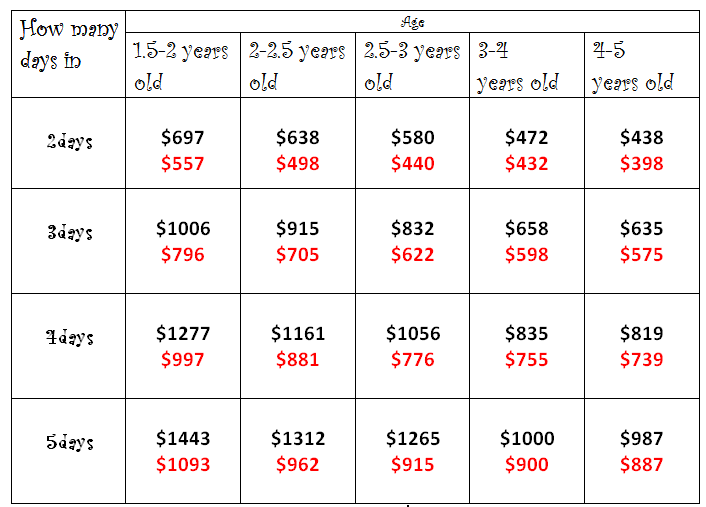 How many
days in
Age
1.5-2 years
old
2-2.5 years
old
2.5-3 years
old
3-4
years old
4-5
years old
2days
$697
$557
$638
$498
$580
$440
$472
$432
$438
$398
3days
$1006
$796
$915
$705
$832
$622
$658
$598
$635
$575
4days
$1277
$997
$1161
$881
$1056
$776
$835
$755
$819
$739
5days
$1443
$1093
$1312
$962
$1265
$915
$1000
$900
$987
$887